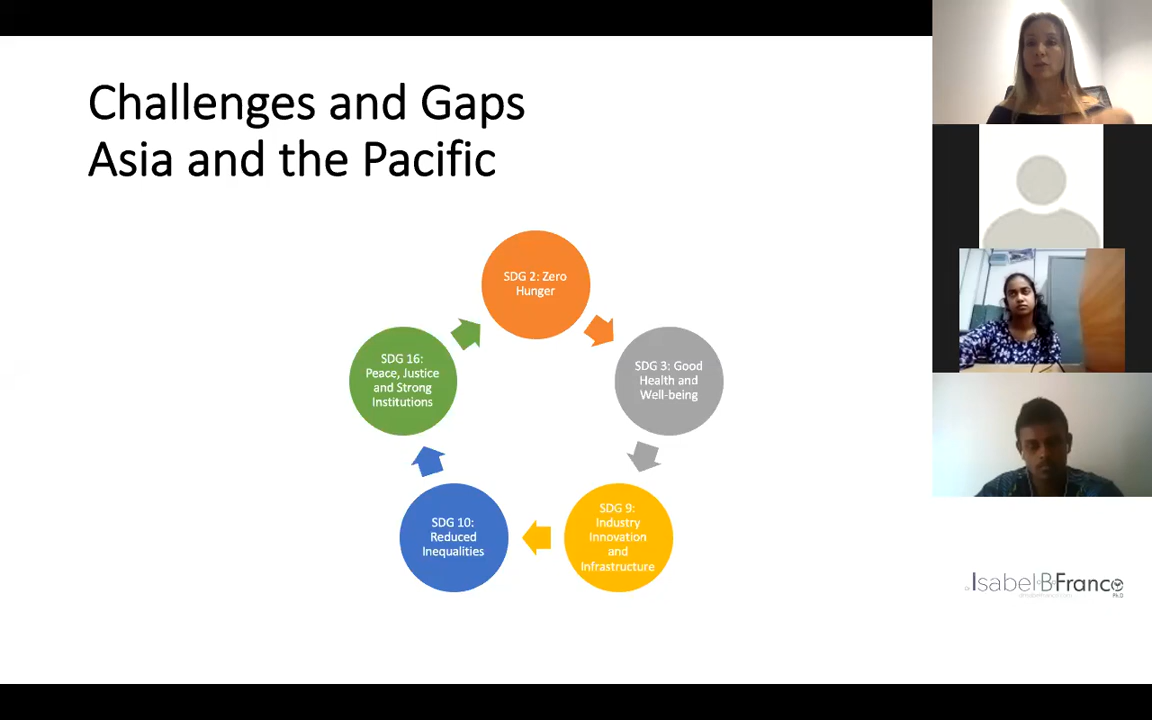 Challenges and Gaps
Asia and the Pacific
SDG 2: Zero
Hunger
SDG 3: Good
Health and
Well-being
SDG 9:
Industry
Innovation
and
Infrastructure
SDG 10:
Reduced
Inequalities
SDG 16:
Peace, Justice
and Strong
Institutions
IsabelBFranco
Ph.D